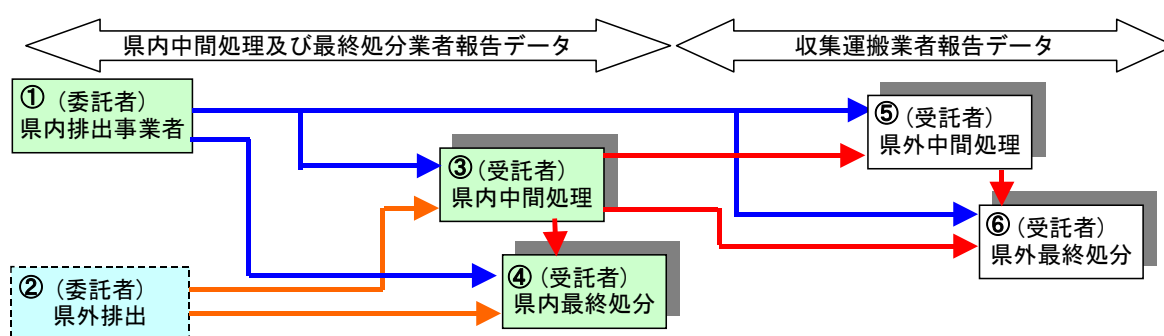 県内中間処理及び最終処分業者報告データ
収集運搬業者報告データ
①（委託者）
県内排出事業者
⑤（受託者）
県外中間処理
③（受託者）
県内中間処理
⑥（受託者）
県外最終処分
④（受託者）
県内最終処分
②（委託者）
県外排出